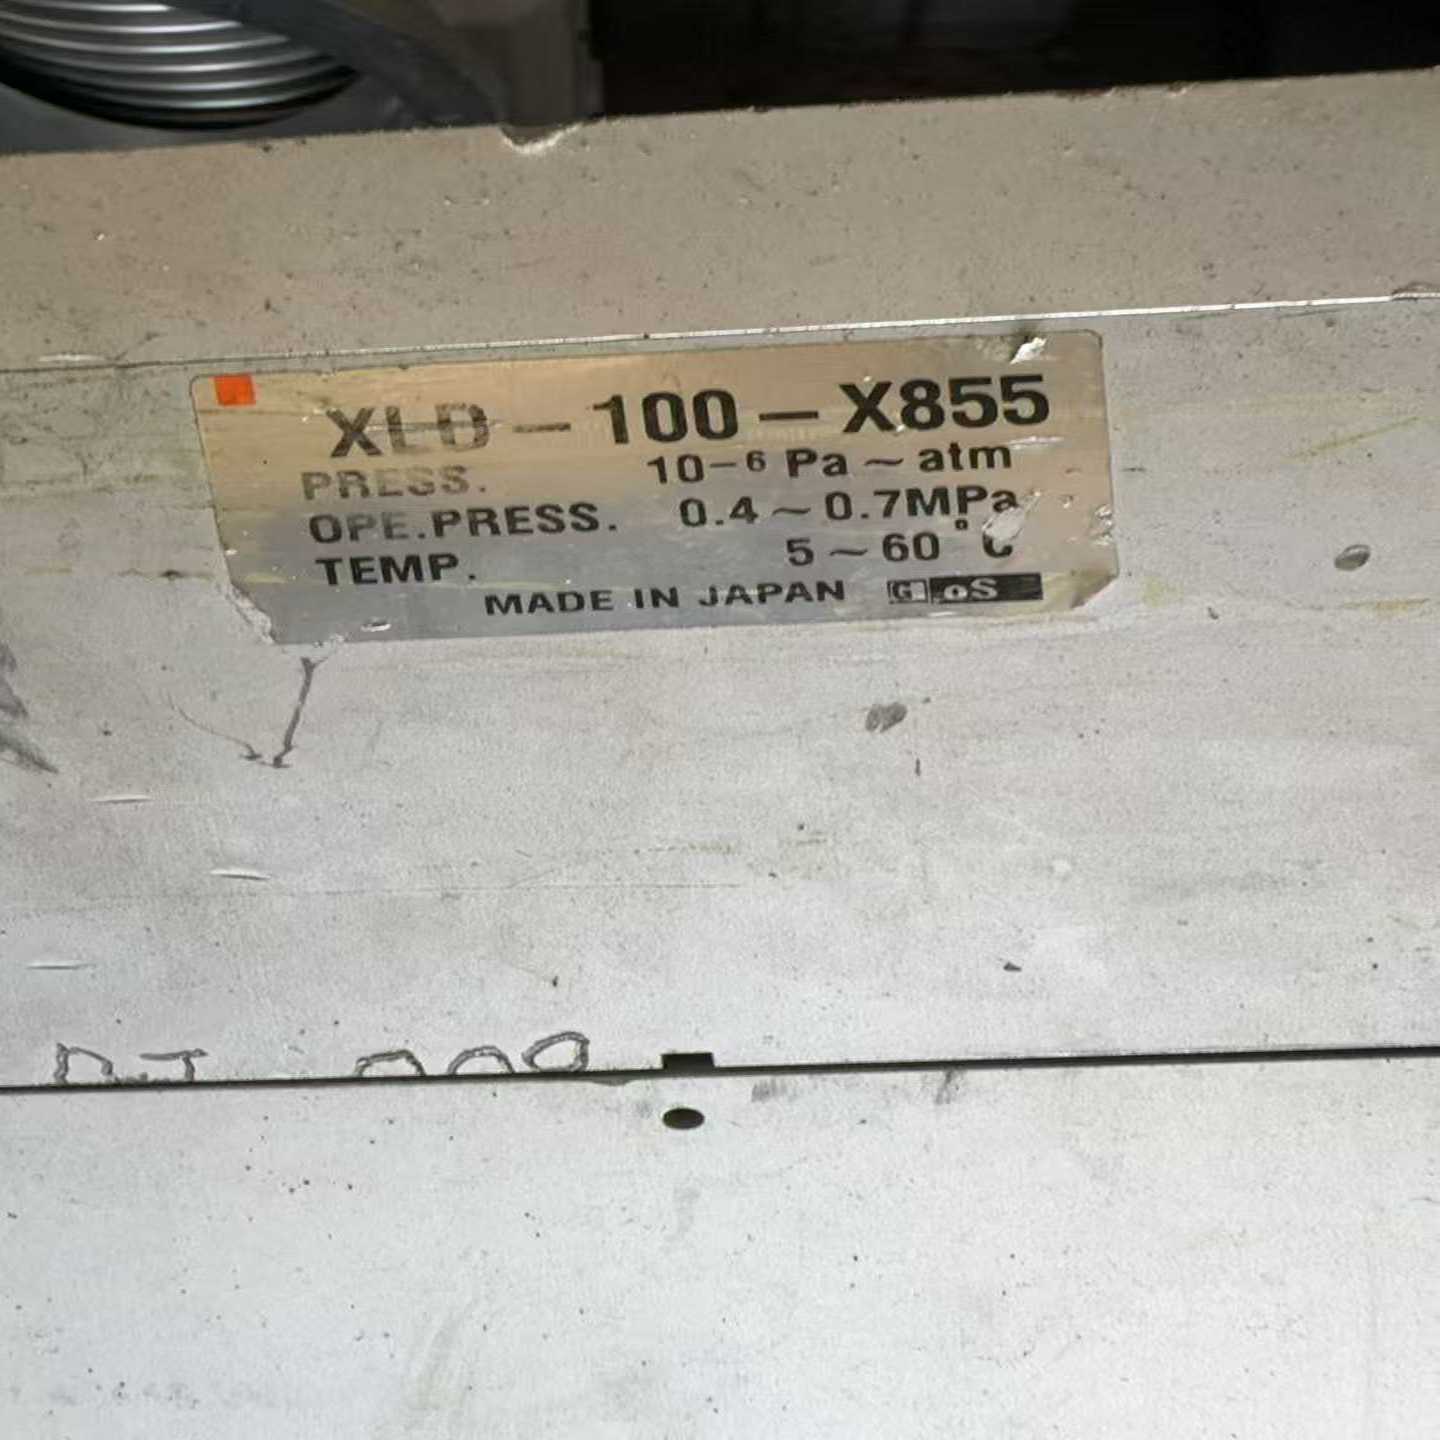 XLD-100-X855
PRESS. 10⁻⁶ Pa~atm
OPE.PRESS. 0.4~0.7MPa
TEMP. 5~60°C
MADE IN JAPAN